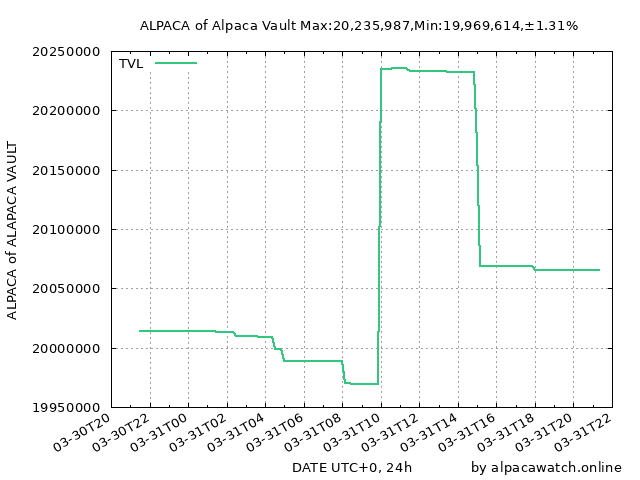 ALPACA of Alpaca Vault Max:20,235,987,Min:19,969,614,±1.31%
TVL
20250000
20200000
20150000
20100000
20050000
20000000
19950000
ALPACA of ALAPACA VAULT
03-30T20
03-30T22
03-31T00
03-31T02
03-31T04
03-31T06
03-31T08
03-31T10
03-31T12
03-31T14
03-31T16
03-31T18
03-31T20
03-31T22
DATE UTC+0, 24h
by alpacawatch.online